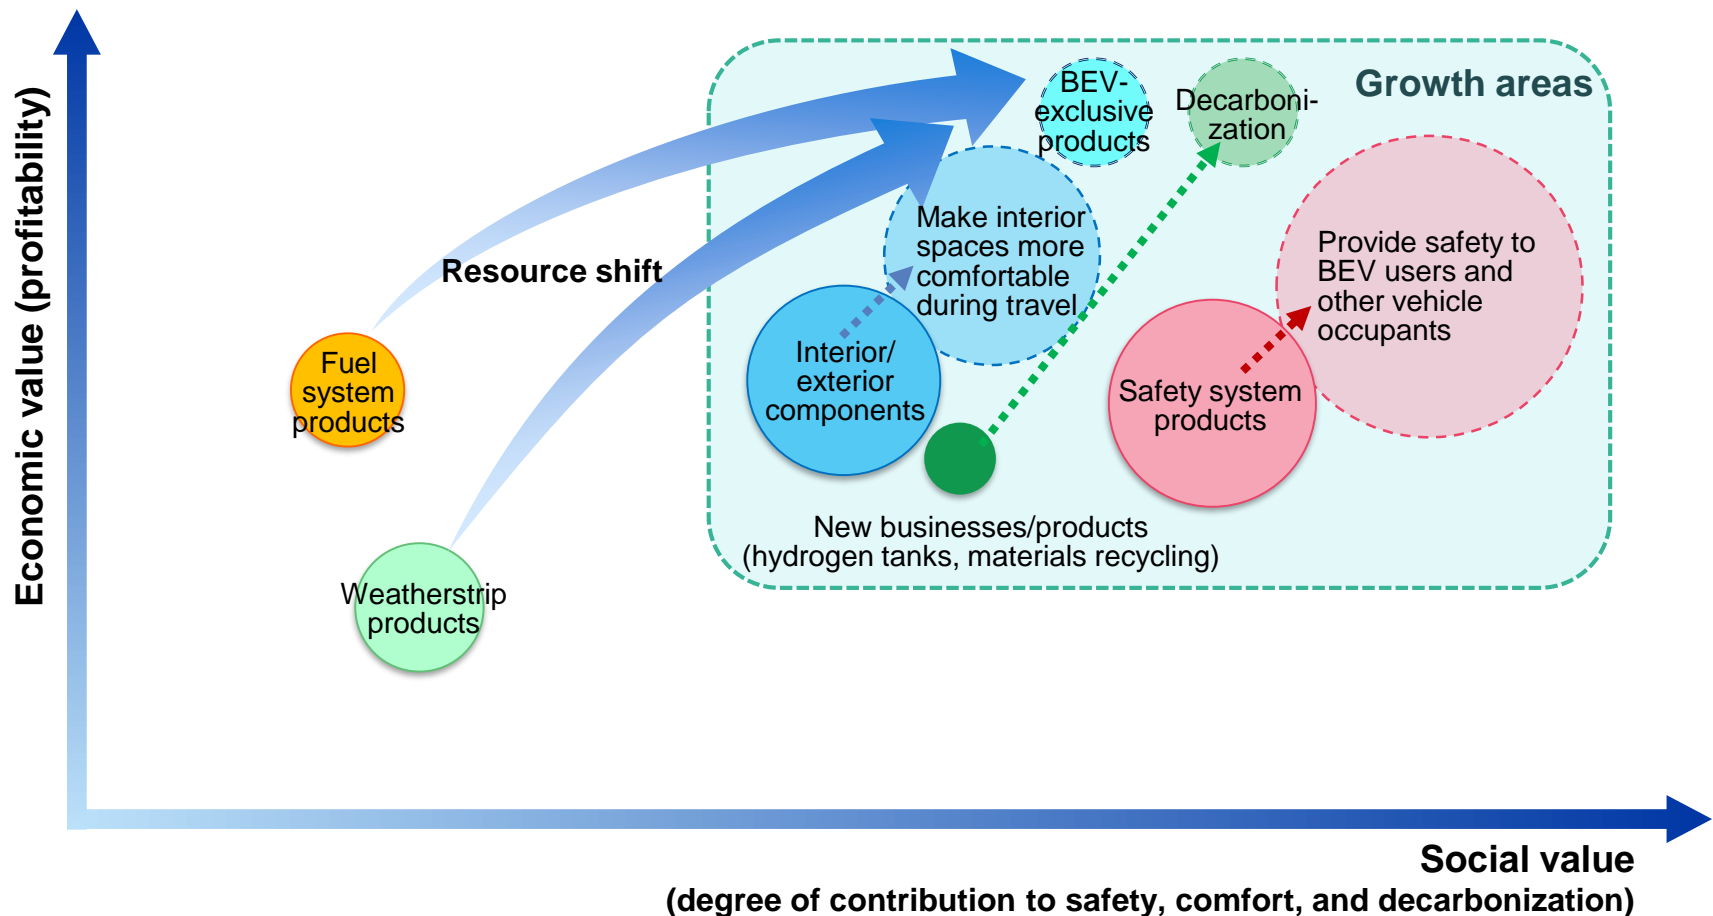 Economic value (profitability)
Growth areas
BEV-
exclusive
products
Decarboni-
zation
Make interior
spaces more
comfortable
during travel
Provide safety to
BEV users and
other vehicle
occupants
Resource shift
Fuel
system
products
Interior/
exterior
components
Safety system
products
New businesses/products
(hydrogen tanks, materials recycling)
Weatherstrip
products
Social value
(degree of contribution to safety, comfort, and decarbonization)